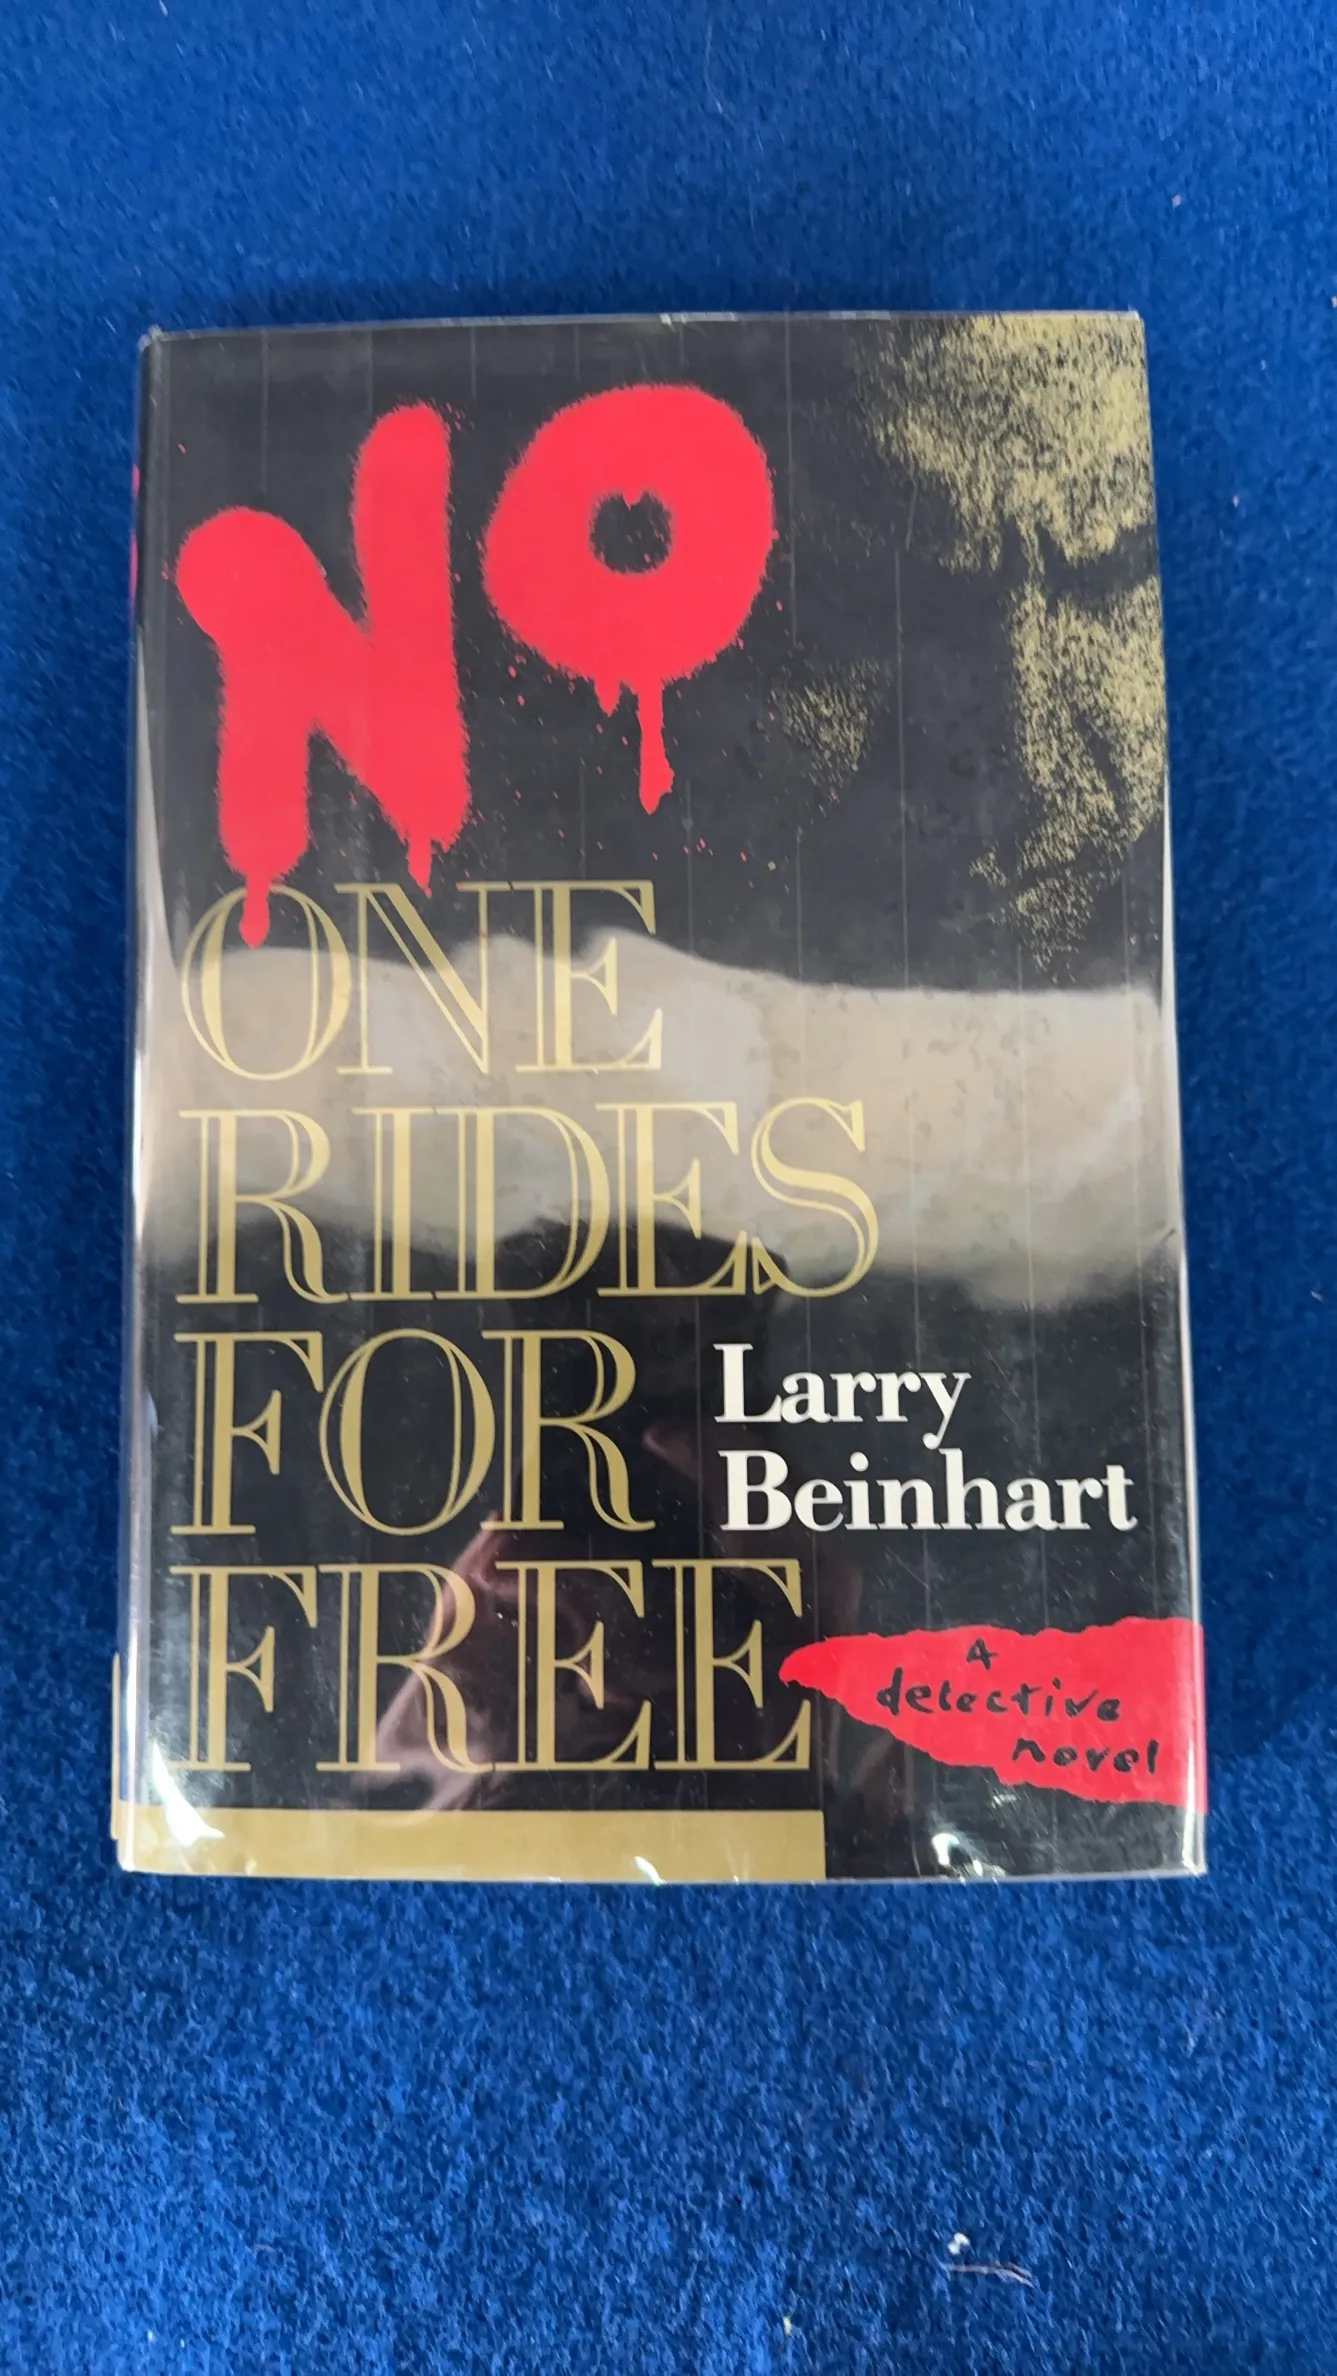 NO
ONE
RIDES
FOR
FREE
Larry
Beinhart
A
detective
novel